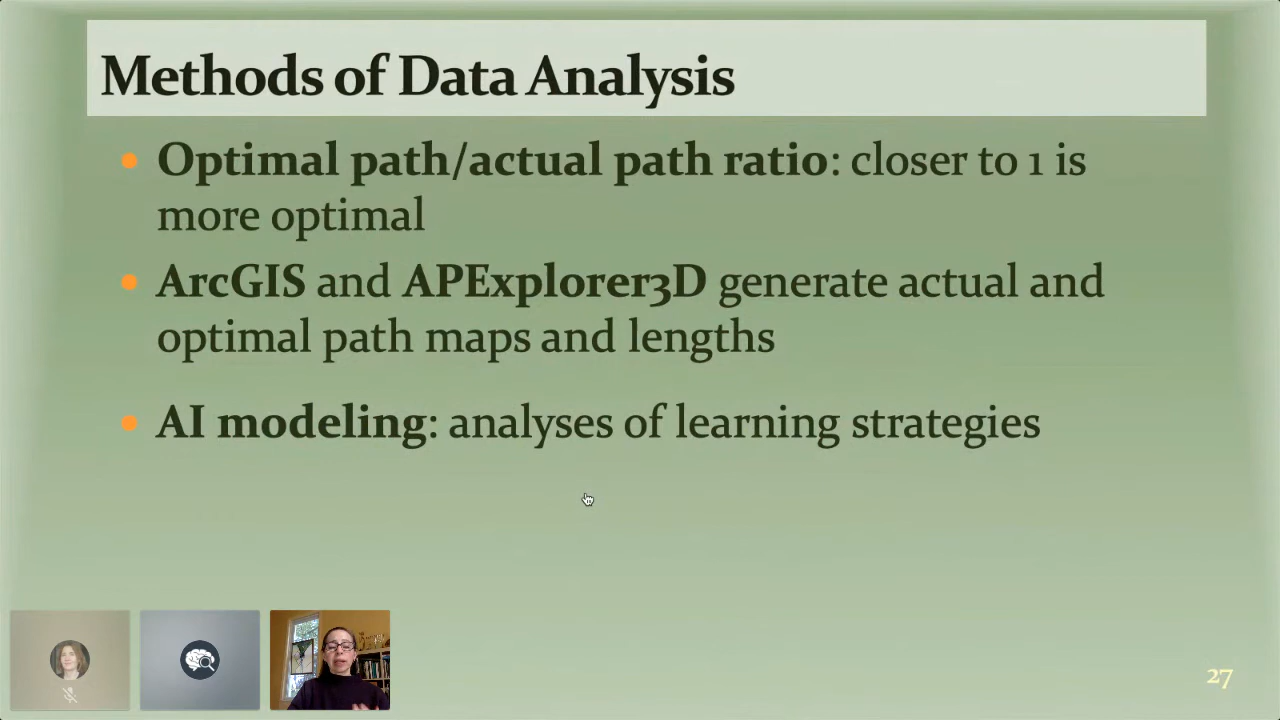 Methods of Data Analysis
Optimal path/actual path ratio: closer to 1 is
more optimal
ArcGIS and APExplorer3D generate actual and
optimal path maps and lengths
AI modeling: analyses of learning strategies
27